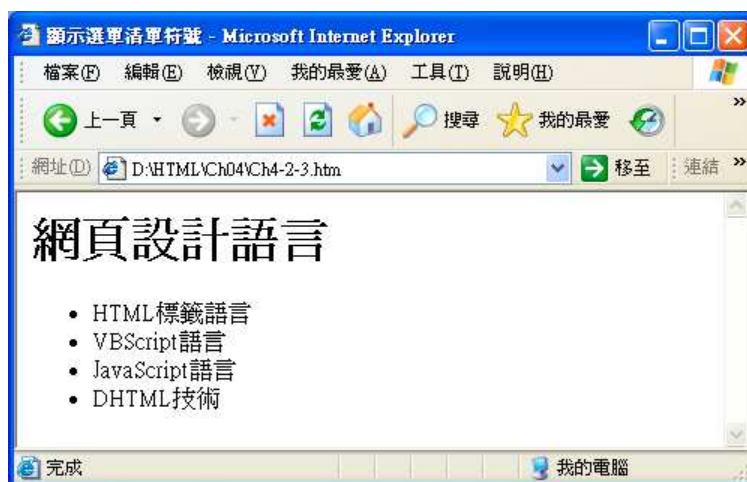 顯示選單清單符號 - Microsoft Internet Explorer
檔案(F) 編輯(E) 檢視(V) 我的最愛(A) 工具(T) 說明(H)
上一頁 搜尋 我的最愛 »
網址(D) D:\HTML\Ch04\Ch4-2-3.htm 移至 連結 »
網頁設計語言
• HTML標籤語言
• VBScript語言
• JavaScript語言
• DHTML技術
完成 我的電腦